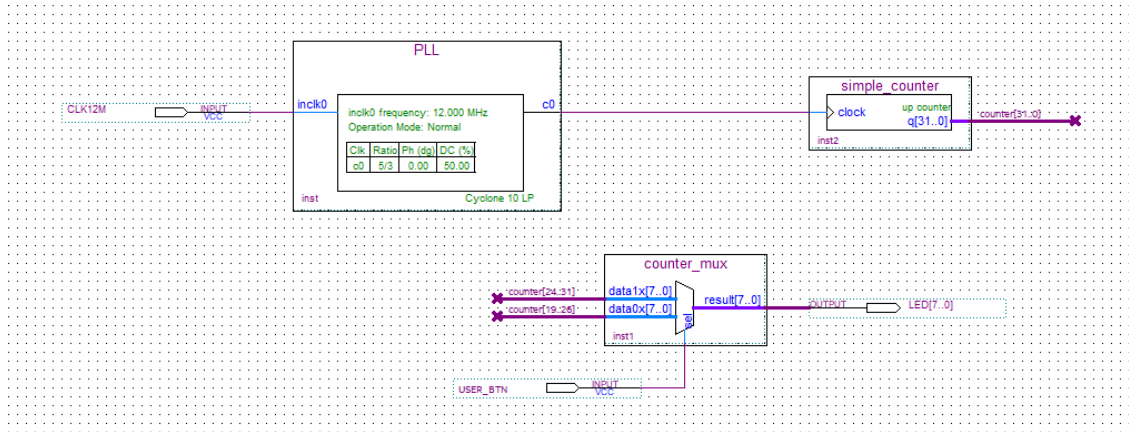 PLL
CLK12M
INPUT
VCC
inclk0
c0
inclk0 frequency: 12.000 MHz
Operation Mode: Normal
Clk Ratio Ph (dg) DC (%)
c0 5/3 0.00 50.00
inst
Cyclone 10 LP
simple_counter
up counter
clock
q[31..0]
counter[31..0]
inst2
counter_mux
counter[24..31]
data1x[7..0]
counter[19..26]
data0x[7..0]
result[7..0]
sel
inst1
OUTPUT
LED[7..0]
USER_BTN
INPUT
VCC